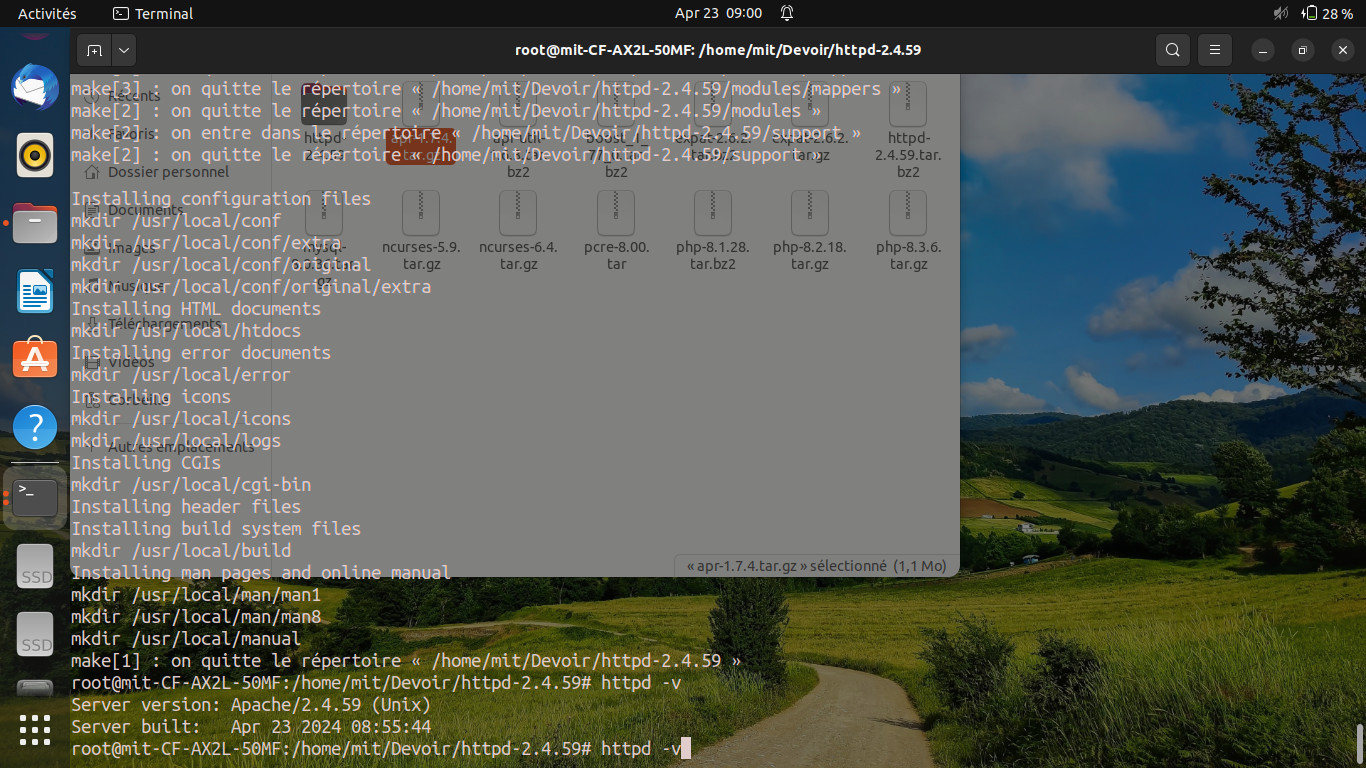 Activités
Terminal
Apr 23 09:00
28 %
root@mit-CF-AX2L-50MF: /home/mit/Devoir/httpd-2.4.59
make[3] : on quitte le répertoire « /home/mit/Devoir/httpd-2.4.59/modules/mappers »
make[2] : on quitte le répertoire « /home/mit/Devoir/httpd-2.4.59/modules »
make[2] : on entre dans le répertoire « /home/mit/Devoir/httpd-2.4.59/support »
make[2] : on quitte le répertoire « /home/mit/Devoir/httpd-2.4.59/support »
Installing configuration files
mkdir /usr/local/conf
mkdir /usr/local/conf/extra
mkdir /usr/local/conf/original
mkdir /usr/local/conf/original/extra
Installing HTML documents
mkdir /usr/local/htdocs
Installing error documents
mkdir /usr/local/error
Installing icons
mkdir /usr/local/icons
mkdir /usr/local/logs
Installing CGIs
mkdir /usr/local/cgi-bin
Installing header files
Installing build system files
mkdir /usr/local/build
Installing man pages and online manual
mkdir /usr/local/man/man1
mkdir /usr/local/man/man8
mkdir /usr/local/manual
make[1] : on quitte le répertoire « /home/mit/Devoir/httpd-2.4.59 »
root@mit-CF-AX2L-50MF:/home/mit/Devoir/httpd-2.4.59# httpd -v
Server version: Apache/2.4.59 (Unix)
Server built:   Apr 23 2024 08:55:44
root@mit-CF-AX2L-50MF:/home/mit/Devoir/httpd-2.4.59# httpd -v
Récents
Favoris
Dossier personnel
Documents
Images
Téléchargements
Vidéos
Autres emplacements
httpd-
2.4.59.tar.
bz2
ncurses-5.9.
tar.gz
ncurses-6.4.
tar.gz
pcre-8.00.
tar
php-8.1.28.
tar.bz2
php-8.2.18.
tar.gz
php-8.3.6.
tar.gz
« apr-1.7.4.tar.gz » sélectionné (1,1 Mo)
SSD
SSD